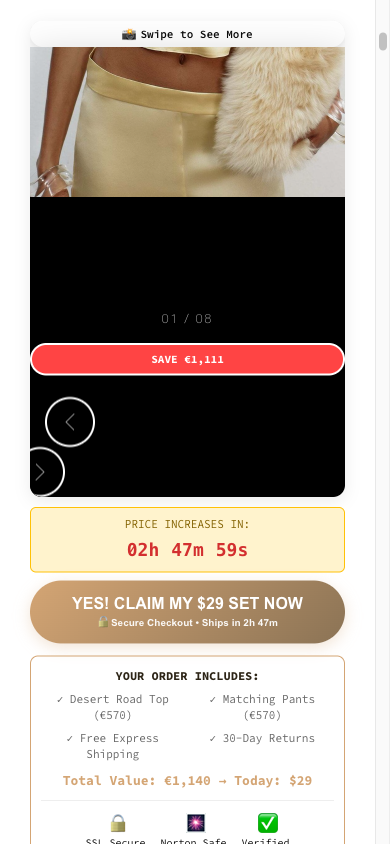 Swipe to See More
01 / 08
SAVE €1,111
PRICE INCREASES IN:
02h 47m 59s
YES! CLAIM MY $29 SET NOW
Secure Checkout • Ships in 2h 47m
YOUR ORDER INCLUDES:
✓ Desert Road Top (€570)
✓ Matching Pants (€570)
✓ Free Express Shipping
✓ 30-Day Returns
Total Value: €1,140 → Today: $29
SSL Secure
Norton Safe
Verified